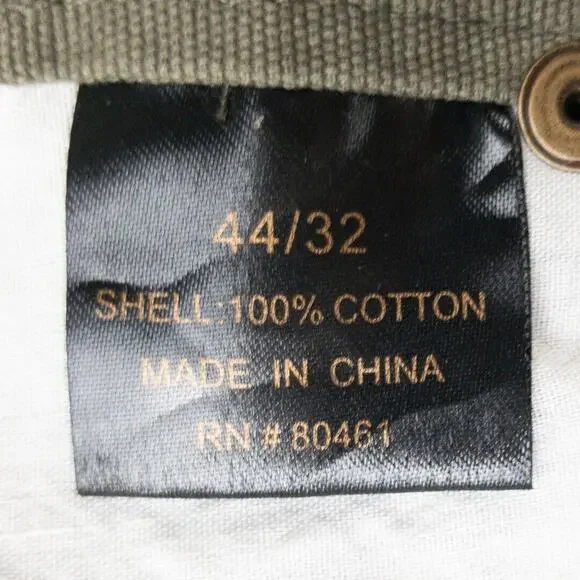 44/32
SHELL:100% COTTON
MADE IN CHINA
RN # 80461